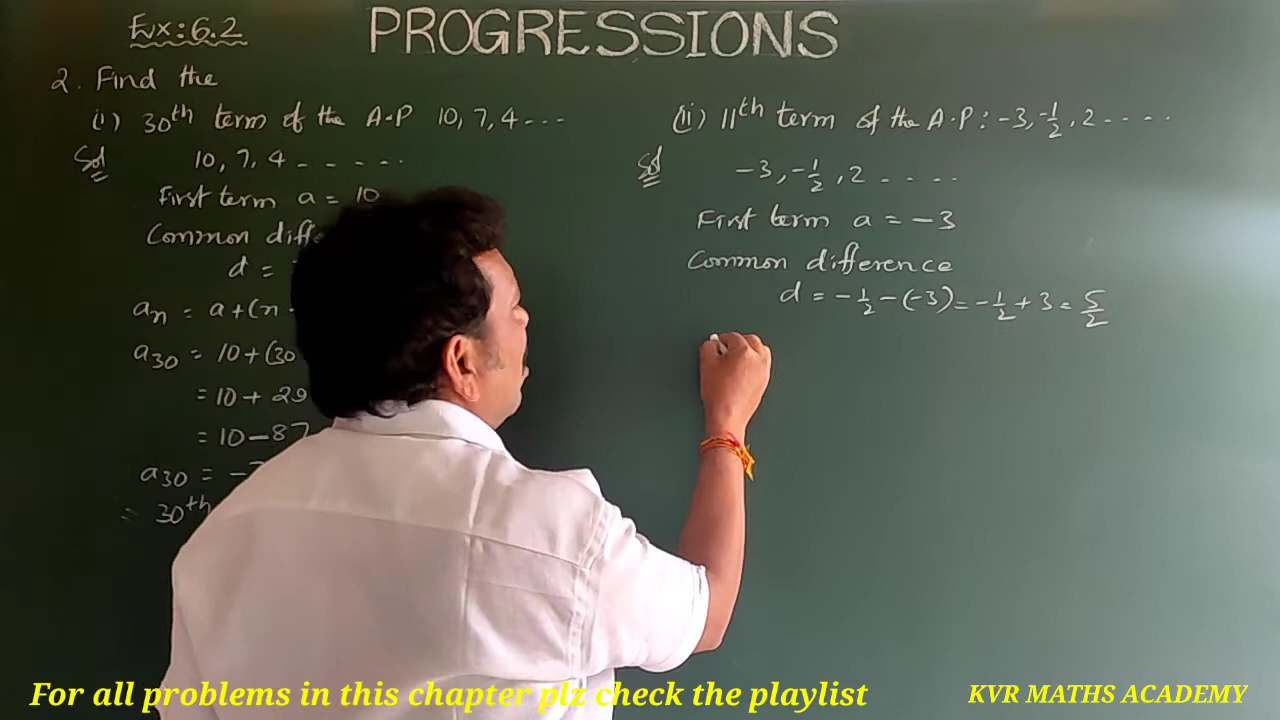 Ex:6.2 PROGRESSIONS
2. Find the
(i) 30th term of the A.P 10, 7, 4 ---
Sol 10, 7, 4 - - - - - ..
First term a = 10
Common diffe
d =
an = a+(n -
a30 = 10+(30
= 10+ 29
= 10-87
a30 = -7
30th
(ii) 11th term of the A.P: -3, -1/2, 2 ....
Sol -3, -1/2, 2 - - - -
First term a = -3
Common difference
d = -1/2 - (-3) = -1/2 + 3 = 5/2
For all problems in this chapter plz check the playlist
KVR MATHS ACADEMY